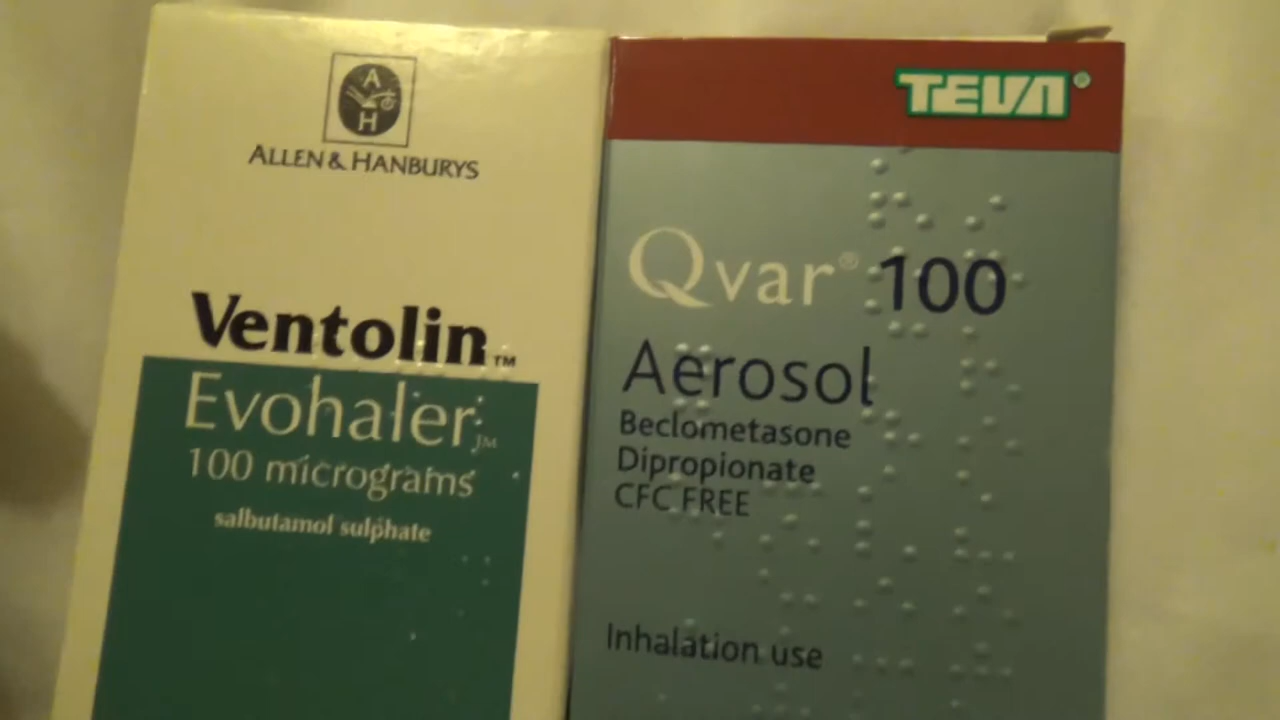 A
H
ALLEN & HANBURYS
Ventolin™
Evohaler™
100 micrograms
salbutamol sulphate
TEVA®
Qvar® 100
Aerosol
Beclometasone
Dipropionate
CFC FREE
Inhalation use